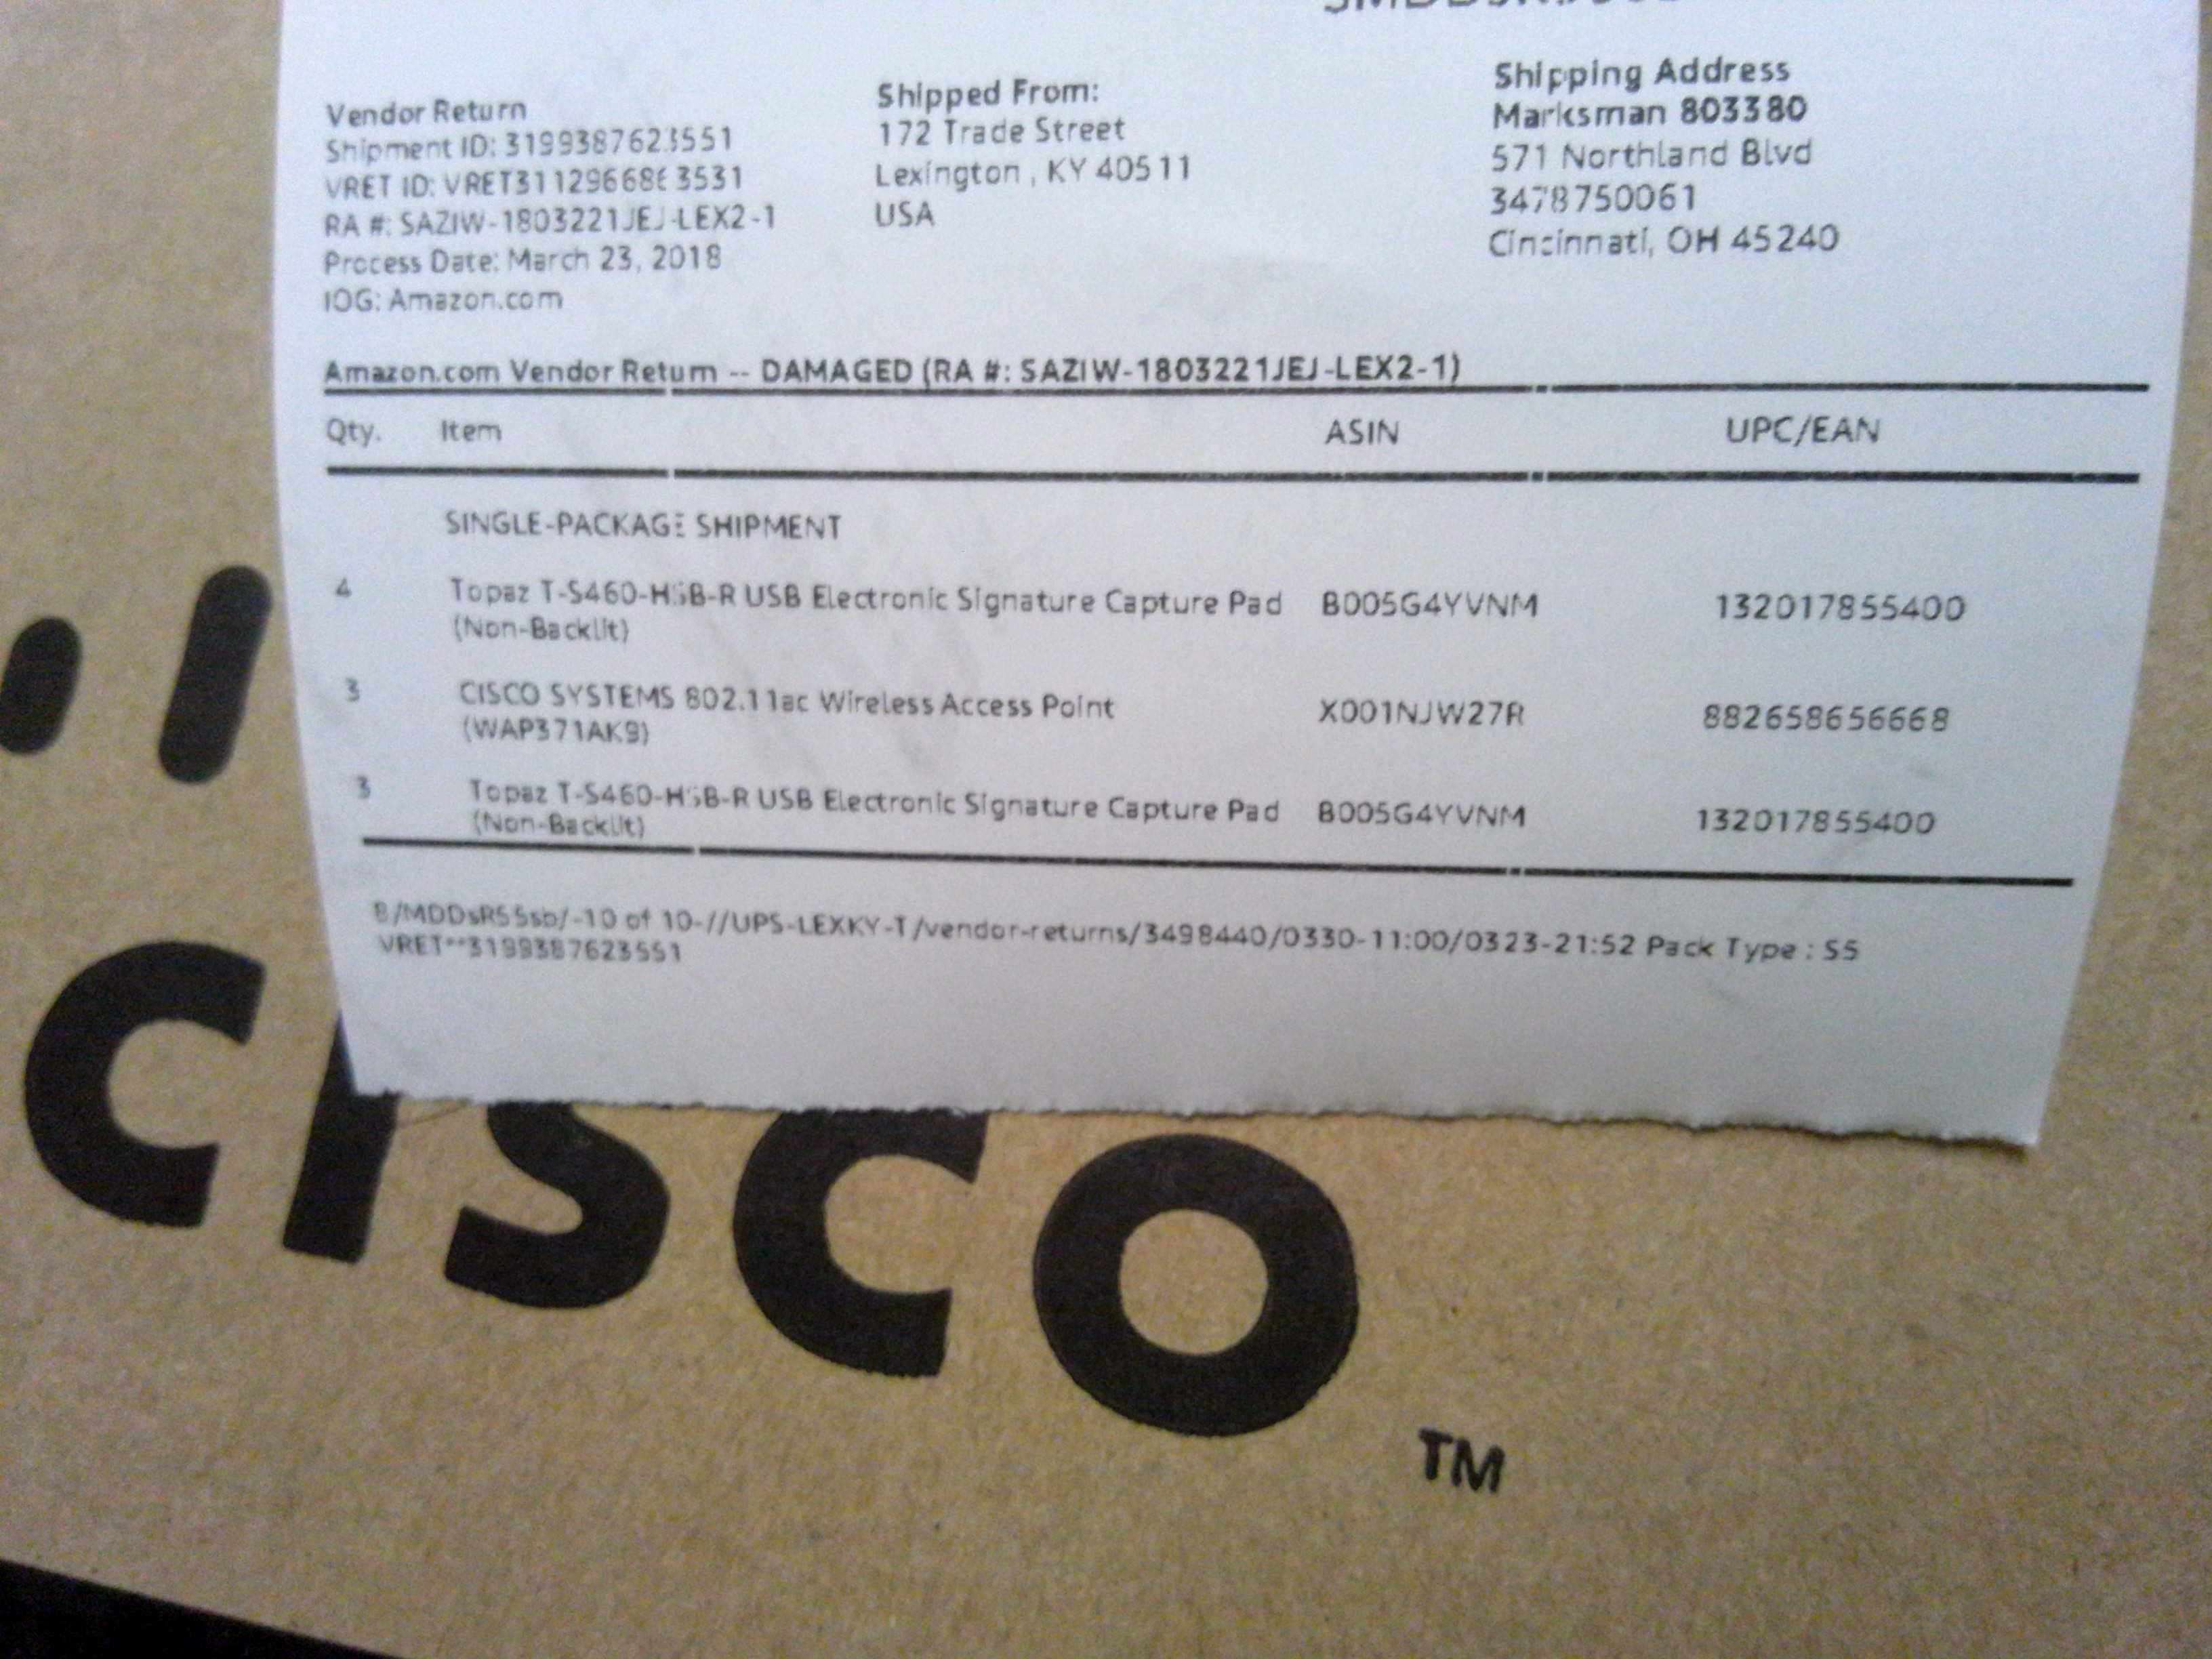 Vendor Return
Shipment ID: 3199387623551
VRET ID: 
RA #: SAZIW-1803221JEJ-LEX2-1
Process Date: March 23, 2018
IOG: Amazon.com
Shipped From:
172 Trade Street
Lexington , KY 40511
USA
Shipping Address
Marksman 803380
571 Northland Blvd
3478750061
Cincinnati, OH 45240
Amazon.com Vendor Return -- DAMAGED (RA #: SAZIW-1803221JEJ-LEX2-1)
Qty. Item ASIN UPC/EAN
SINGLE-PACKAGE SHIPMENT
4 Topaz T-S460-HSB-R USB Electronic Signature Capture Pad B005G4YVNM 132017855400
(Non-Backlit)
3 CISCO SYSTEMS 802.11ac Wireless Access Point X001NJW27R 882658656668
(WAP371AK9)
3 Topaz T-S460-HSB-R USB Electronic Signature Capture Pad B005G4YVNM 132017855400
(Non-Backlit)
8/MDDsR55sb/-10 of 10-//UPS-LEXKY-T/vendor-returns/3498440/0330-11:00/0323-21:52 Pack Type : S5
VRET**3199387623551
CISCO
TM